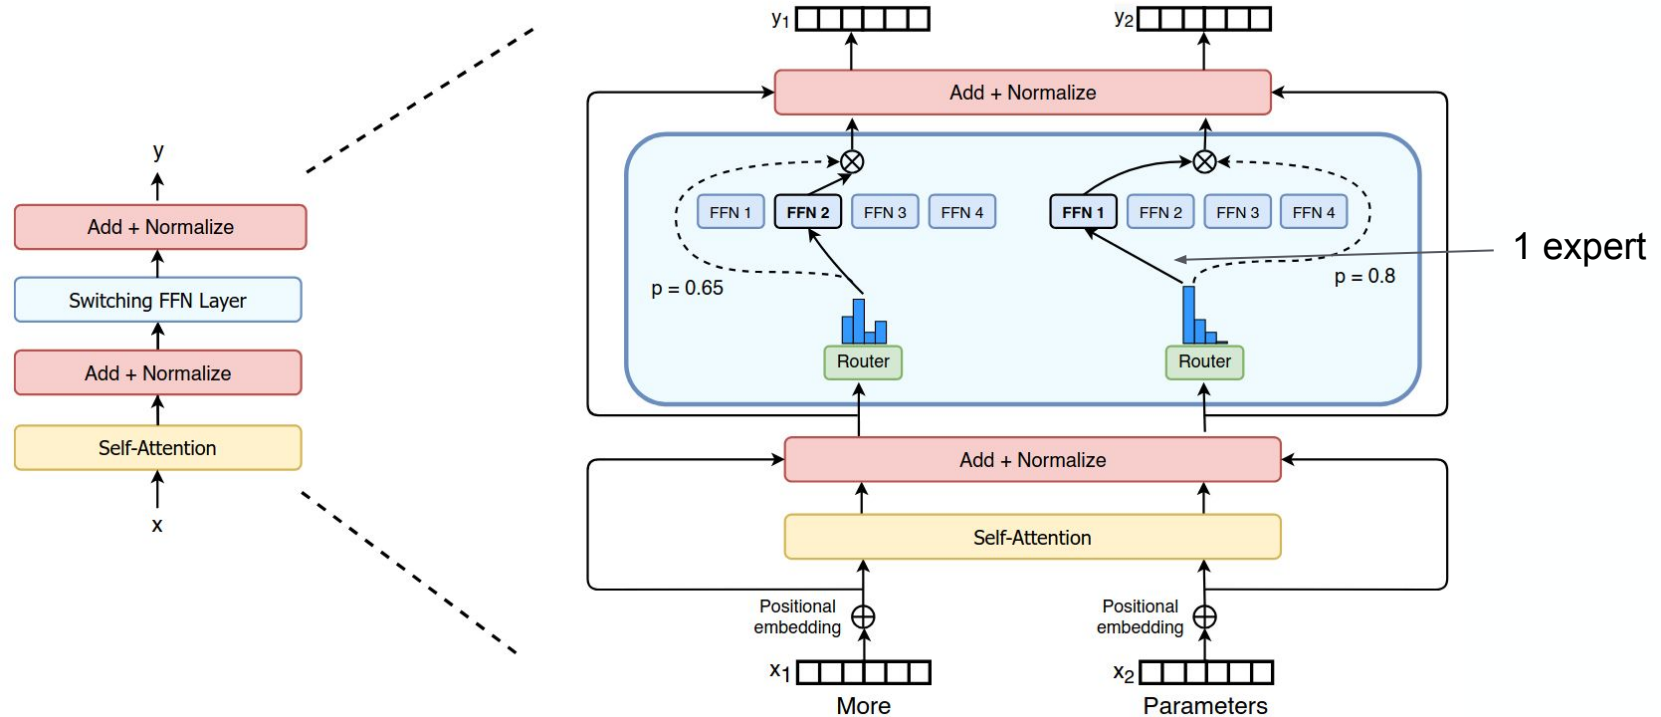 y
Add + Normalize
Switching FFN Layer
Add + Normalize
Self-Attention
x
y1
y2
Add + Normalize
FFN 1
FFN 2
FFN 3
FFN 4
FFN 1
FFN 2
FFN 3
FFN 4
1 expert
p = 0.65
p = 0.8
Router
Router
Add + Normalize
Self-Attention
Positional
embedding
Positional
embedding
x1
x2
More
Parameters